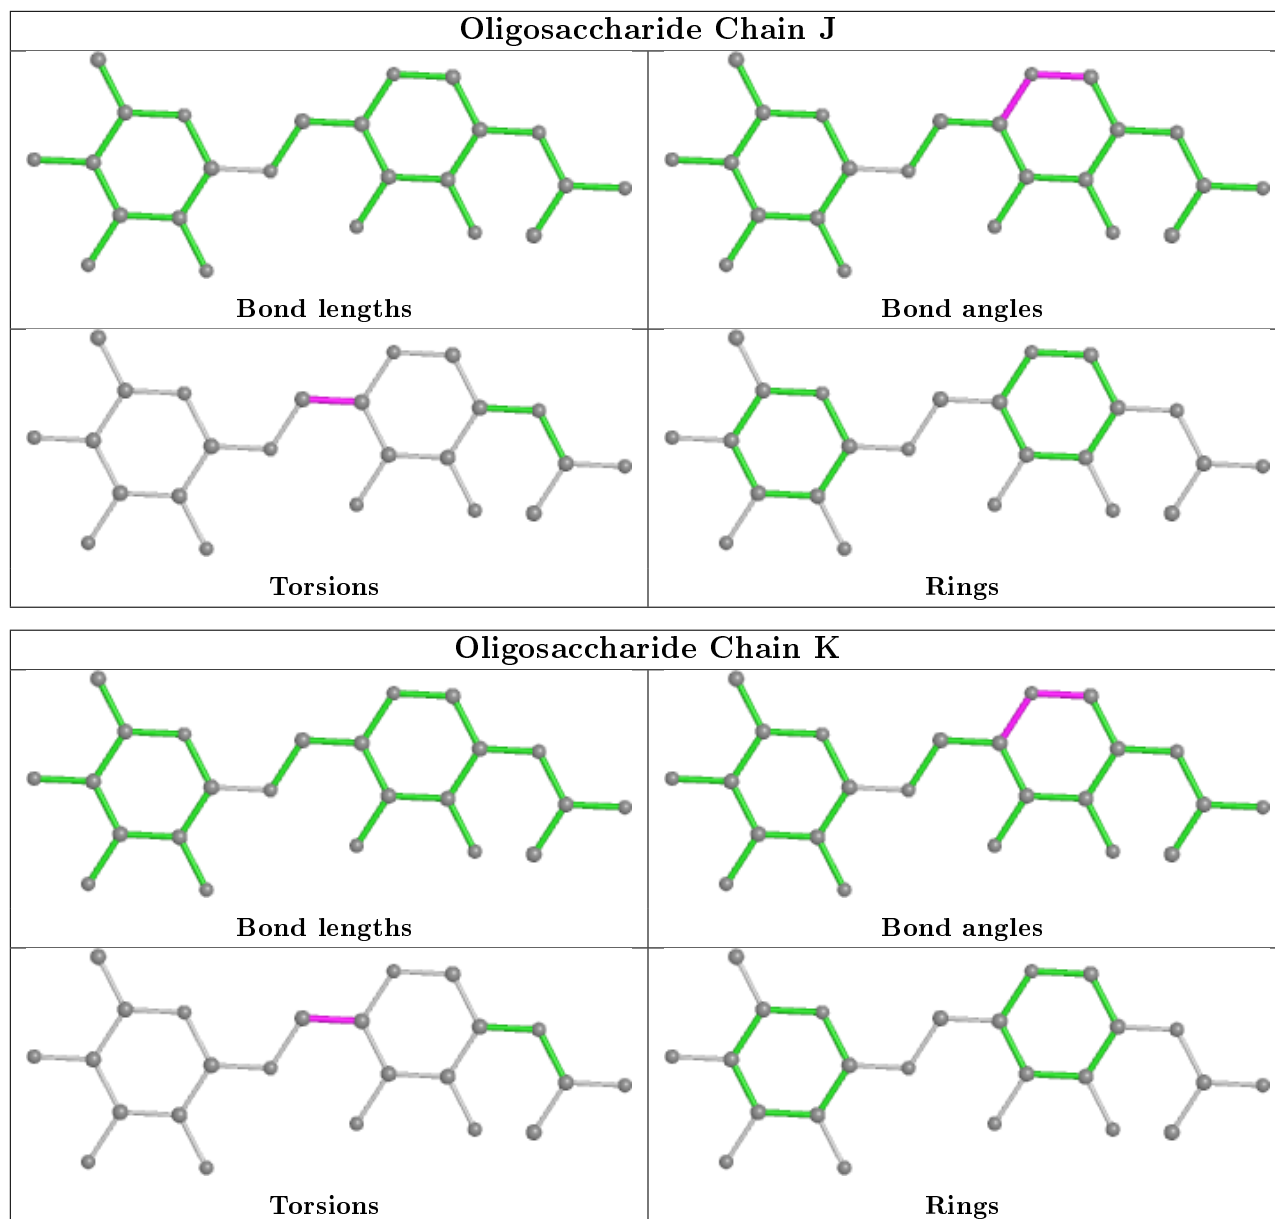 Oligosaccharide Chain J
Bond lengths
Bond angles
Torsions
Rings
Oligosaccharide Chain K
Bond lengths
Bond angles
Torsions
Rings